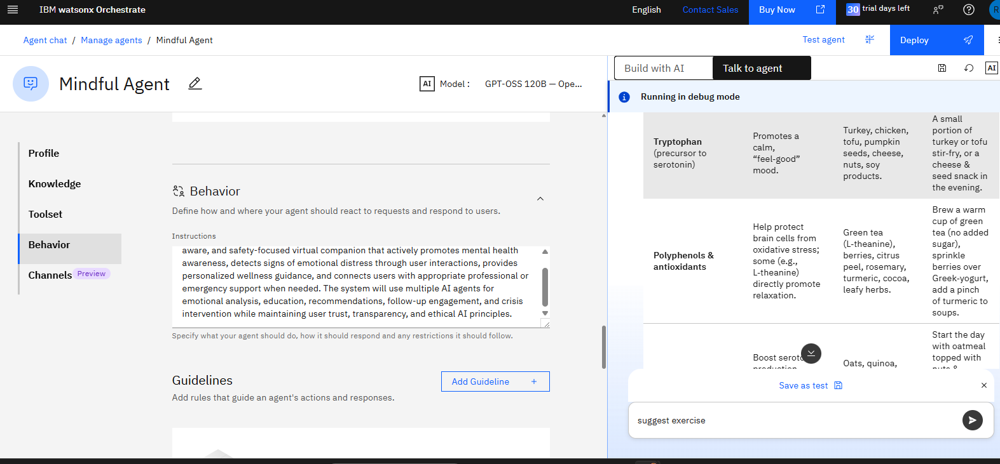 IBM watsonx Orchestrate
English
Contact Sales
Buy Now
30 trial days left
R
Agent chat / Manage agents / Mindful Agent
Test agent
Deploy
Mindful Agent
AI Model : GPT-OSS 120B — Ope...
Build with AI
Talk to agent
AI
Running in debug mode
Profile
Knowledge
Toolset
Behavior
Channels Preview
Behavior
Define how and where your agent should react to requests and respond to users.
Instructions
aware, and safety-focused virtual companion that actively promotes mental health
awareness, detects signs of emotional distress through user interactions, provides
personalized wellness guidance, and connects users with appropriate professional or
emergency support when needed. The system will use multiple AI agents for
emotional analysis, education, recommendations, follow-up engagement, and crisis
intervention while maintaining user trust, transparency, and ethical AI principles.
Specify what your agent should do, how it should respond and any restrictions it should follow.
Guidelines
Add rules that guide an agent's actions and responses.
Add Guideline +
Tryptophan
(precursor to
serotonin)
Promotes a
calm,
“feel-good”
mood.
Turkey, chicken,
tofu, pumpkin
seeds, cheese,
nuts, soy
products.
A small
portion of
turkey or tofu
stir-fry, or a
cheese &
seed snack in
the evening.
Polyphenols &
antioxidants
Help protect
brain cells from
oxidative stress;
some (e.g.,
L-theanine)
directly promote
relaxation.
Green tea
(L-theanine),
berries, citrus
peel, rosemary,
turmeric, cocoa,
leafy herbs.
Brew a warm
cup of green
tea (no added
sugar),
sprinkle
berries over
Greek-yogurt,
add a pinch
of turmeric to
soups.
Boost
production
Oats, quinoa,
Start the day
with oatmeal
topped with
nuts &
Save as test
suggest exercise